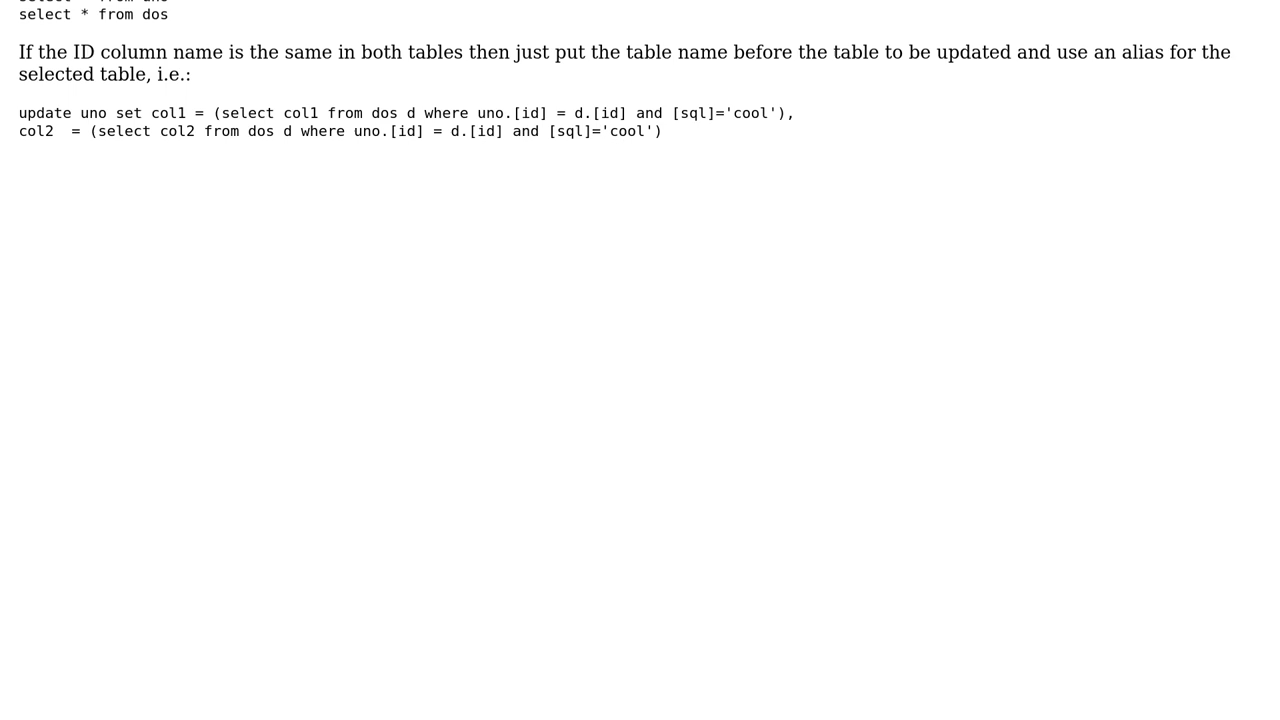 select * from dos
If the ID column name is the same in both tables then just put the table name before the table to be updated and use an alias for the
selected table, i.e.:
update uno set col1 = (select col1 from dos d where uno.[id] = d.[id] and [sql]='cool'),
col2  = (select col2 from dos d where uno.[id] = d.[id] and [sql]='cool')